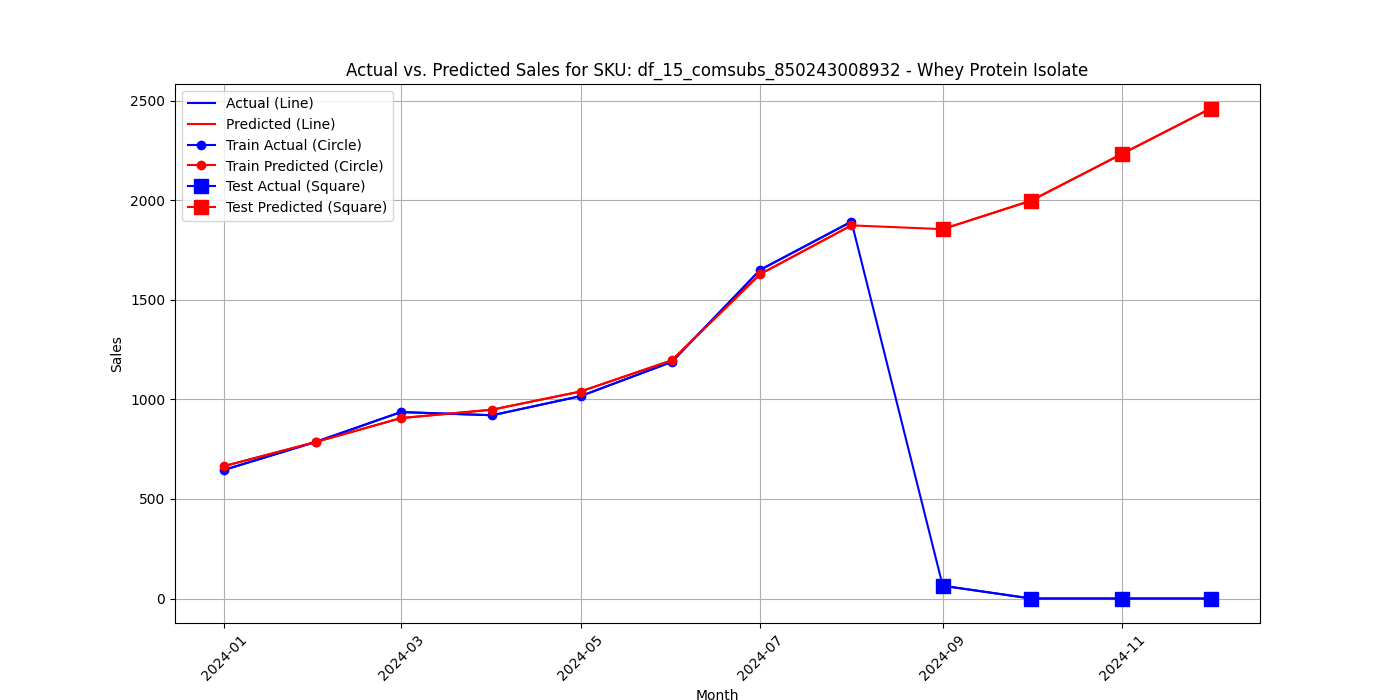 Actual vs. Predicted Sales for SKU: df_15_comsubs_850243008932 - Whey Protein Isolate
Actual (Line)
Predicted (Line)
Train Actual (Circle)
Train Predicted (Circle)
Test Actual (Square)
Test Predicted (Square)
2500
2000
1500
1000
500
0
Sales
2024-01
2024-03
2024-05
2024-07
2024-09
2024-11
Month